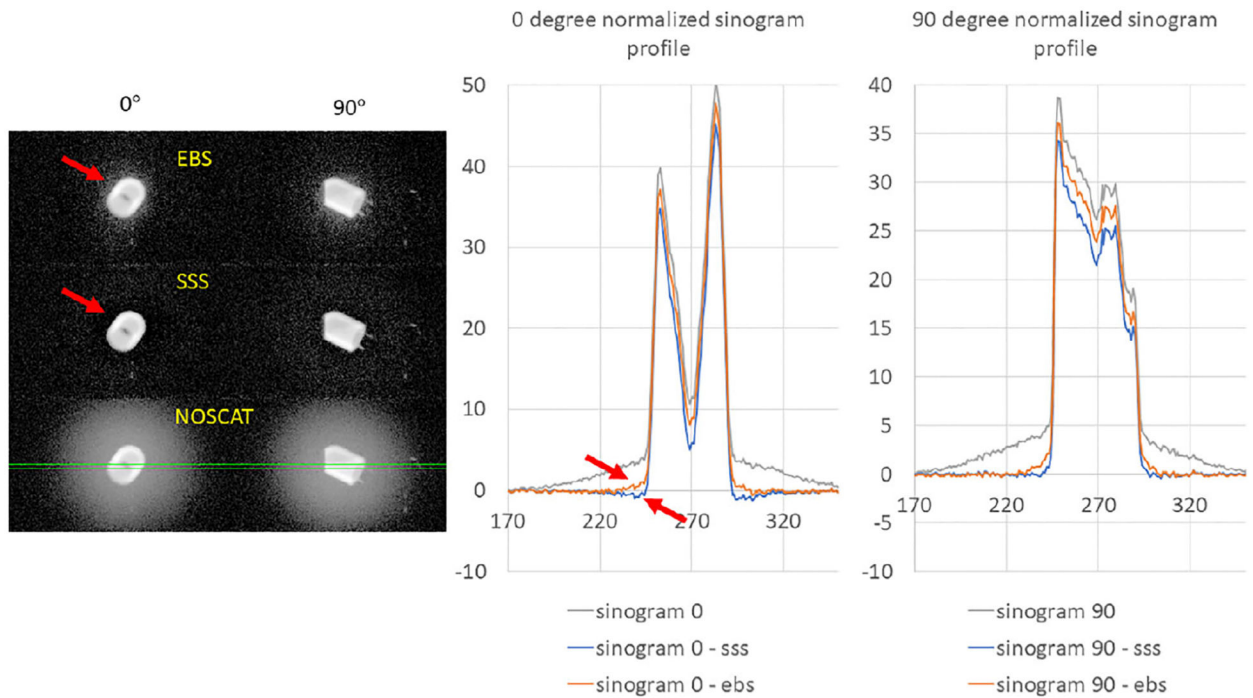 0°
90°
EBS
SSS
NOSCAT
0 degree normalized sinogram
profile
50
40
30
20
10
0
-10
170
220
270
320
sinogram 0
sinogram 0 - sss
sinogram 0 - ebs
90 degree normalized sinogram
profile
40
35
30
25
20
15
10
5
0
-5
-10
170
220
270
320
sinogram 90
sinogram 90 - sss
sinogram 90 - ebs